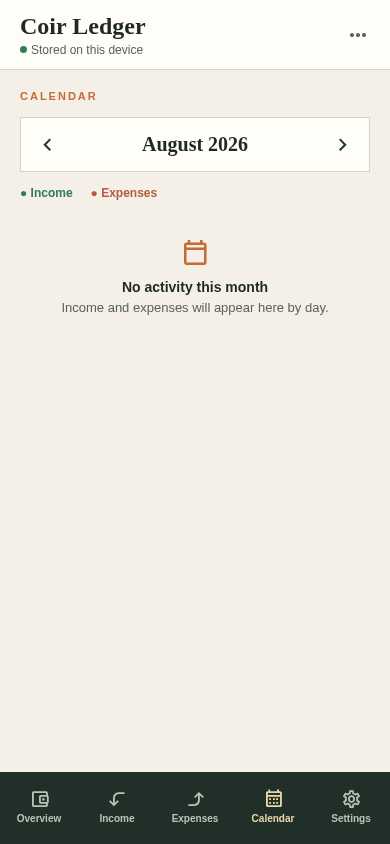 Coir Ledger
Stored on this device
CALENDAR
August 2026
Income
Expenses
No activity this month
Income and expenses will appear here by day.
Overview
Income
Expenses
Calendar
Settings